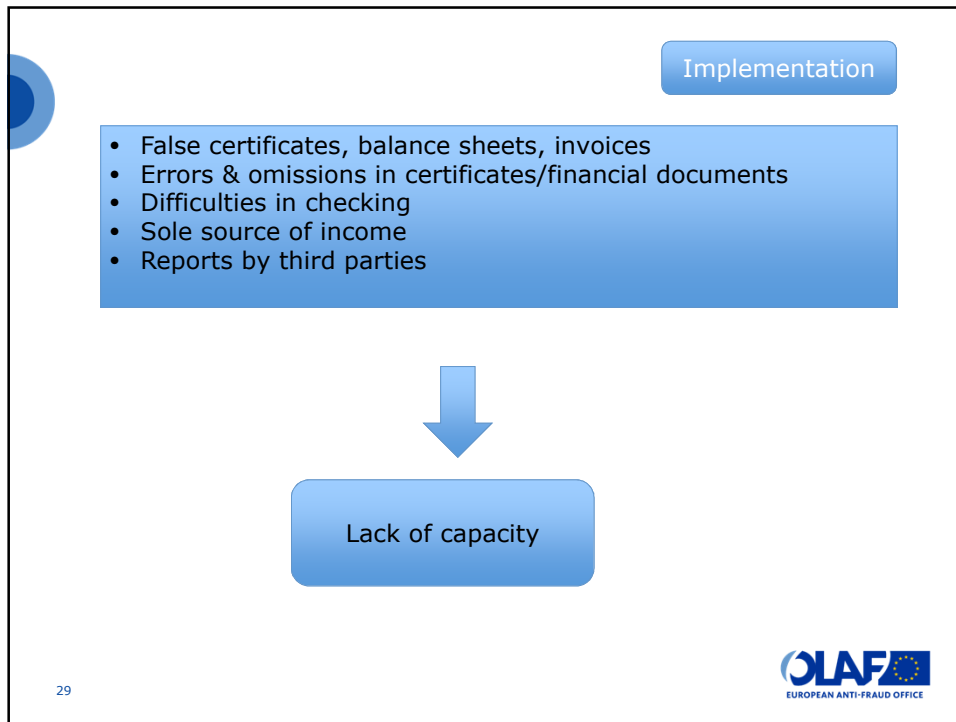 Implementation
• False certificates, balance sheets, invoices
• Errors & omissions in certificates/financial documents
• Difficulties in checking
• Sole source of income
• Reports by third parties
Lack of capacity
29
OLAF
EUROPEAN ANTI-FRAUD OFFICE